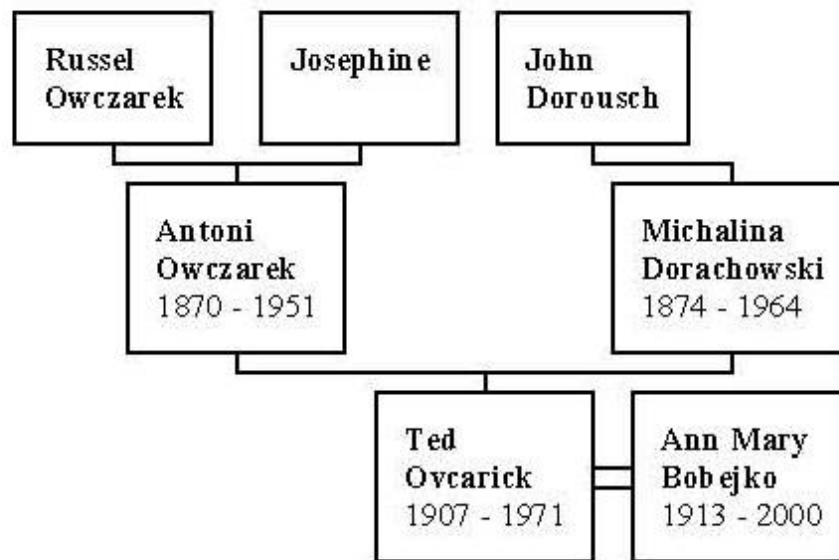 Russel
Owczarek
Josephine
John
Dorousch
Antoni
Owczarek
1870 - 1951
Michalina
Dorachowski
1874 - 1964
Ted
Ovcarick
1907 - 1971
Ann Mary
Bobejko
1913 - 2000